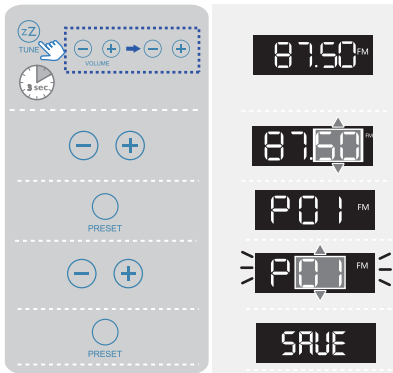 zZ
TUNE
3 sec.
VOLUME
87.50 FM
87.50 FM
PRESET
P01 FM
P01 FM
PRESET
SAVE